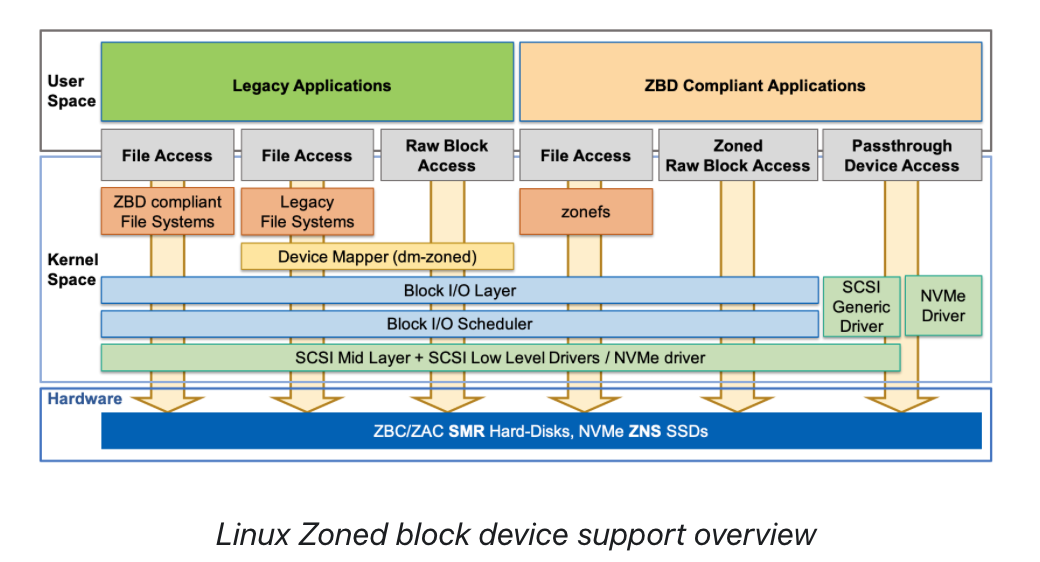 User
Space
Legacy Applications
ZBD Compliant Applications
File Access
File Access
Raw Block
Access
File Access
Zoned
Raw Block Access
Passthrough
Device Access
Kernel
Space
ZBD compliant
File Systems
Legacy
File Systems
zonefs
Device Mapper (dm-zoned)
Block I/O Layer
SCSI
Generic
Driver
NVMe
Driver
Block I/O Scheduler
SCSI Mid Layer + SCSI Low Level Drivers / NVMe driver
Hardware
ZBC/ZAC SMR Hard-Disks, NVMe ZNS SSDs
Linux Zoned block device support overview